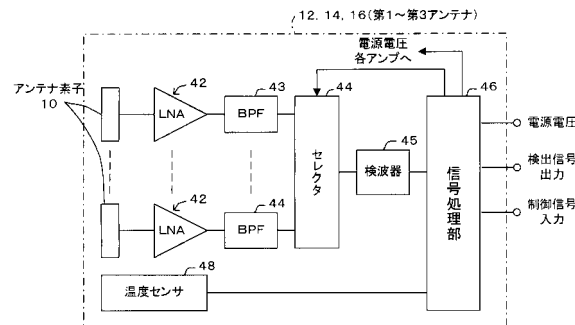 12, 14, 16(第1～第3アンテナ)
電源電圧
各アンプへ
アンテナ素子
10
42
43
44
46
LNA
BPF
電源電圧
45
セレクタ
検波器
信号処理部
検出信号
出力
42
44
制御信号
入力
LNA
BPF
48
温度センサ